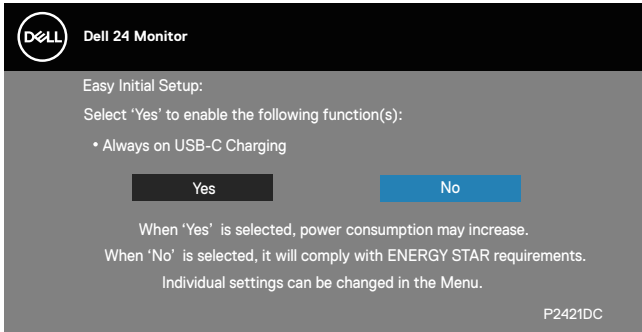 DELL
Dell 24 Monitor
Easy Initial Setup:
Select ‘Yes’ to enable the following function(s):
• Always on USB-C Charging
Yes No
When ‘Yes’ is selected, power consumption may increase.
When ‘No’ is selected, it will comply with ENERGY STAR requirements.
Individual settings can be changed in the Menu.
P2421DC